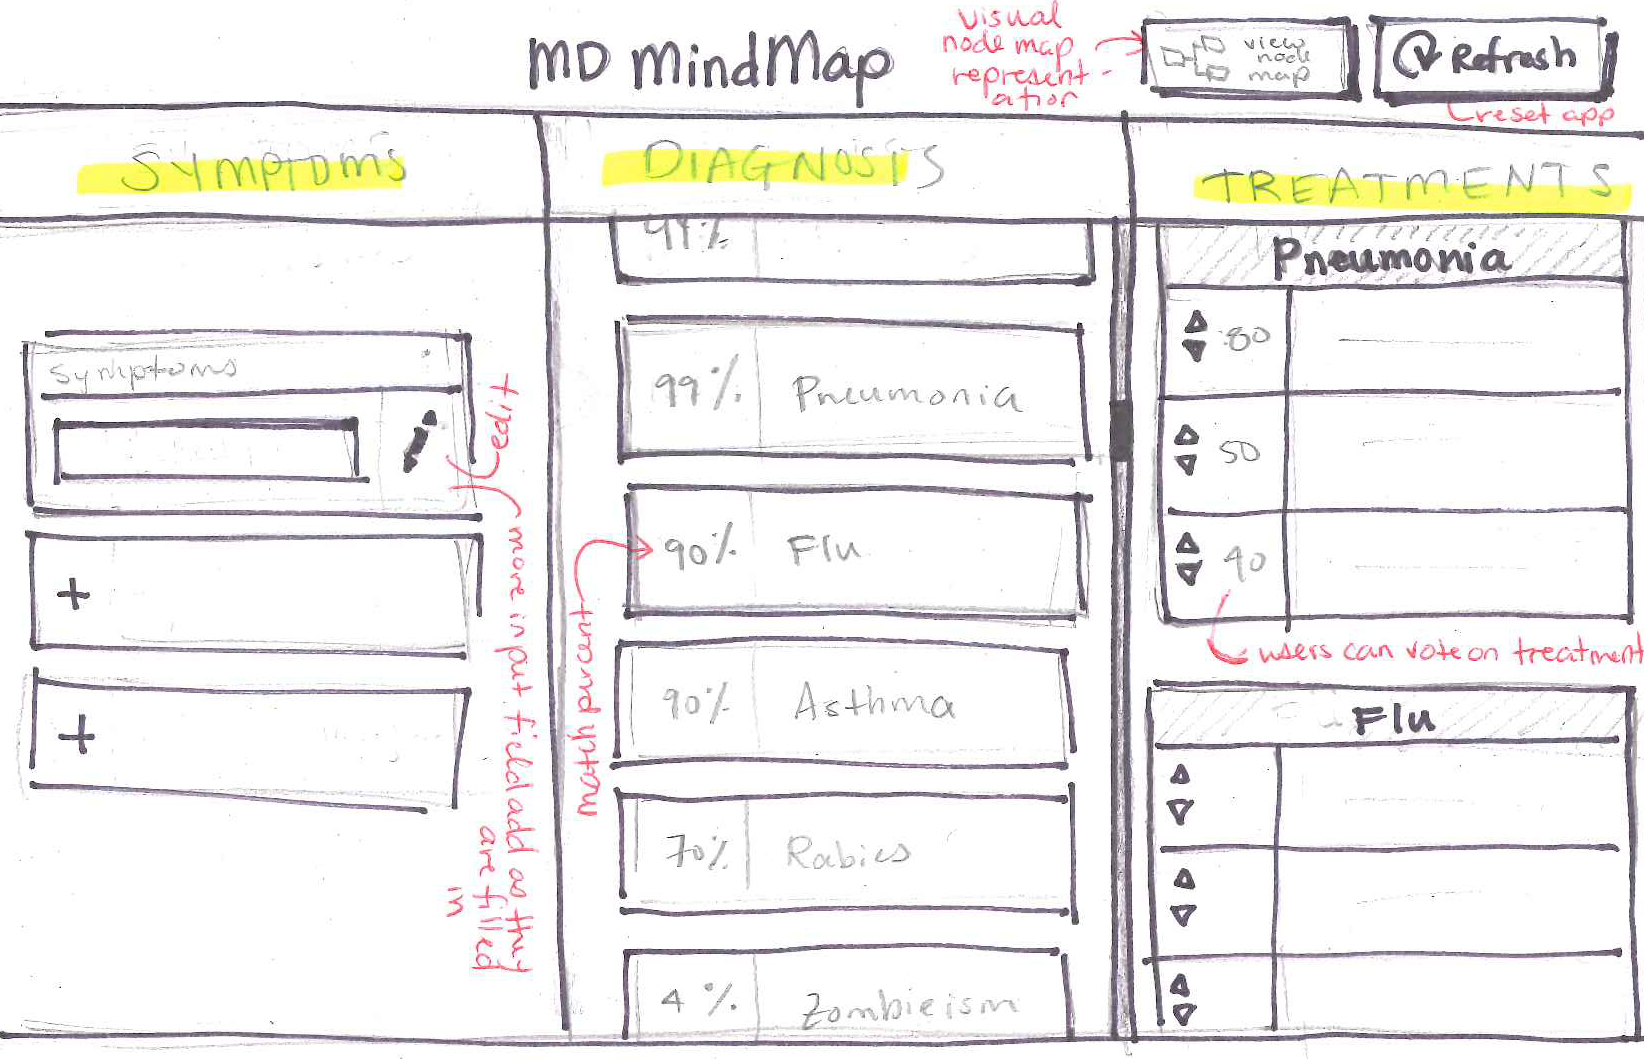 MD MindMap
visual
node map
represent -
ation
view
node
map
Refresh
reset app
SYMPTOMS
DIAGNOSIS
TREATMENTS
symptoms
edit
more input field add as they
are filled
in
+
+
99%
99% Pneumonia
90% Flu
match percent
90% Asthma
70% Rabies
4% Zombieism
Pneumonia
80
50
40
users can vote on treatment
Flu